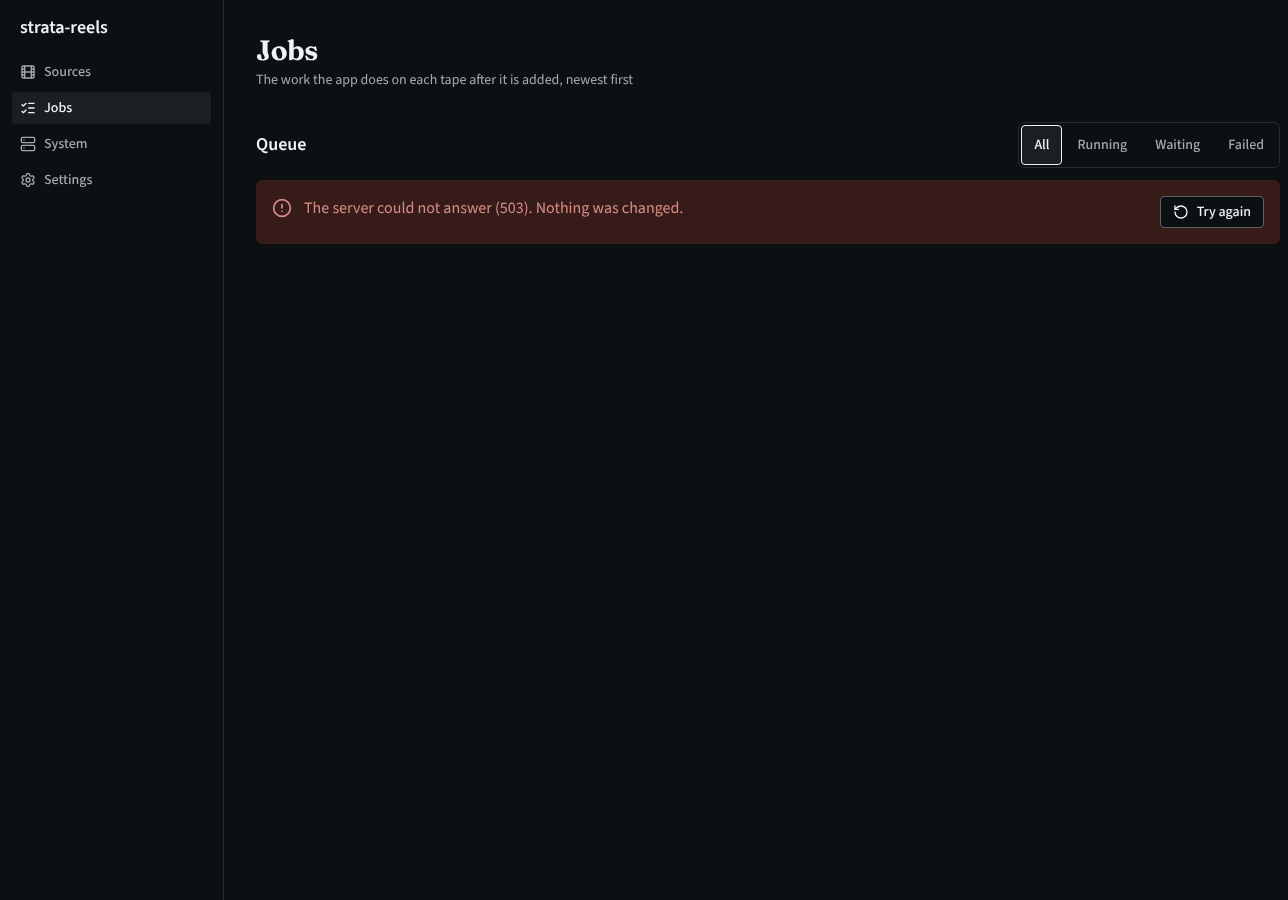 strata-reels
Sources
Jobs
System
Settings
Jobs
The work the app does on each tape after it is added, newest first
Queue
All Running Waiting Failed
The server could not answer (503). Nothing was changed.
Try again